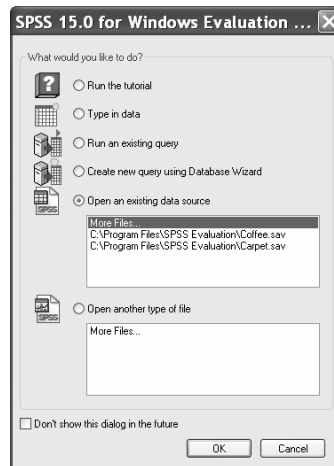 SPSS 15.0 for Windows Evaluation ...
What would you like to do?
Run the tutorial
Type in data
Run an existing query
Create new query using Database Wizard
Open an existing data source
More Files...
C:\Program Files\SPSS Evaluation\Coffee.sav
C:\Program Files\SPSS Evaluation\Carpet.sav
Open another type of file
More Files...
Don't show this dialog in the future
OK
Cancel